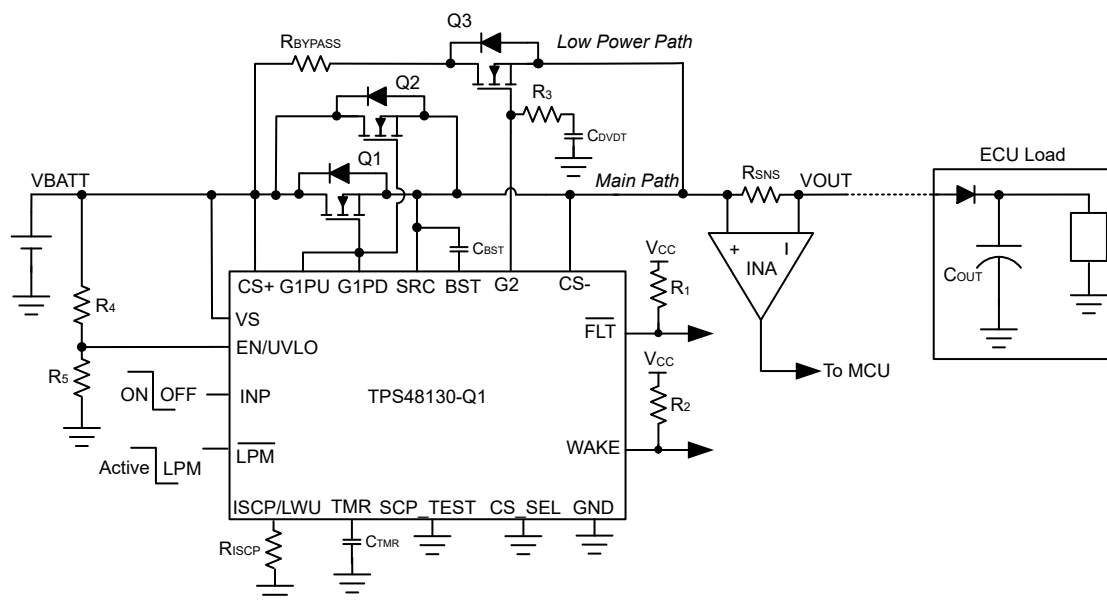 Q3
RBYPASS
Low Power Path
Q2
R3
CDVDT
Q1
ECU Load
VBATT
Main Path
RSNS
VOUT
CBST
+
I
INA
COUT
VCC
R1
CS+ G1PU G1PD SRC BST G2 CS-
R4
VS
FLT
EN/UVLO
VCC
To MCU
R5
ON OFF
INP
TPS48130-Q1
R2
LPM
WAKE
Active LPM
ISCP/LWU TMR SCP_TEST CS_SEL GND
RISCP
CTMR